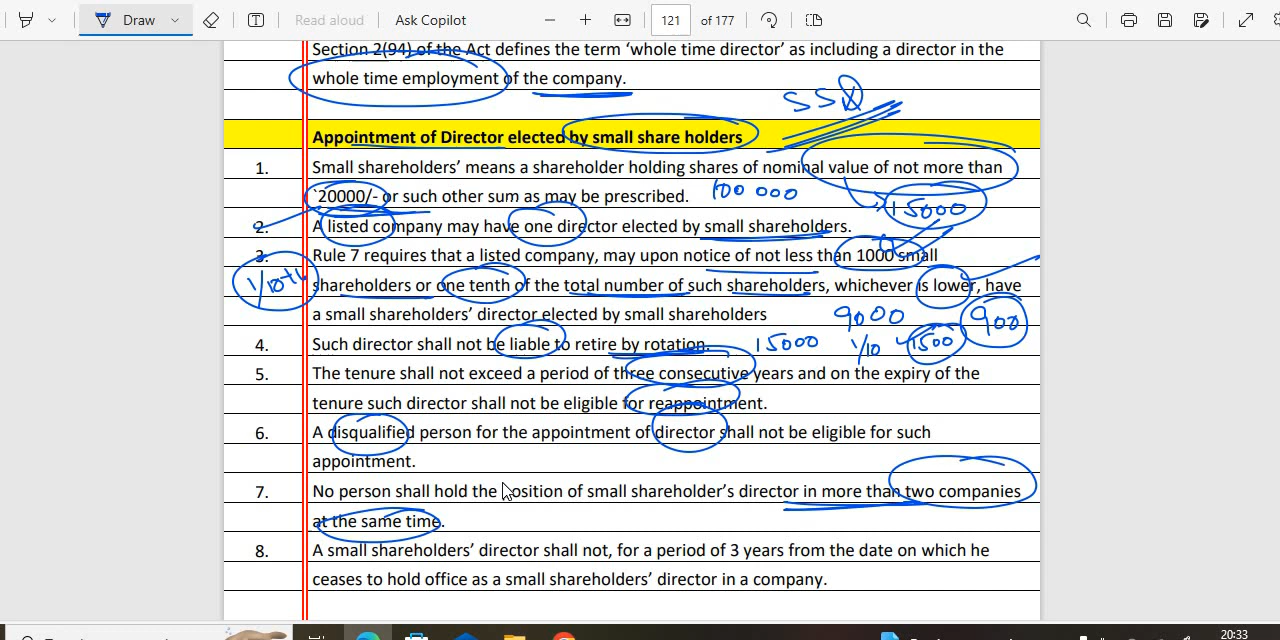 Draw
Read aloud
Ask Copilot
121 of 177
Section 2(94) of the Act defines the term ‘whole time director’ as including a director in the
whole time employment of the company.
SSD
Appointment of Director elected by small share holders
1. Small shareholders’ means a shareholder holding shares of nominal value of not more than
`20000/- or such other sum as may be prescribed. 100 000
15000
2. A listed company may have one director elected by small shareholders.
3. Rule 7 requires that a listed company, may upon notice of not less than 1000 small
1/10th shareholders or one tenth of the total number of such shareholders, whichever is lower, have
a small shareholders’ director elected by small shareholders 9000 900
4. Such director shall not be liable to retire by rotation. 15000 1/10 1500
5. The tenure shall not exceed a period of three consecutive years and on the expiry of the
tenure such director shall not be eligible for reappointment.
6. A disqualified person for the appointment of director shall not be eligible for such
appointment.
7. No person shall hold the position of small shareholder’s director in more than two companies
at the same time.
8. A small shareholders’ director shall not, for a period of 3 years from the date on which he
ceases to hold office as a small shareholders’ director in a company.
20:33